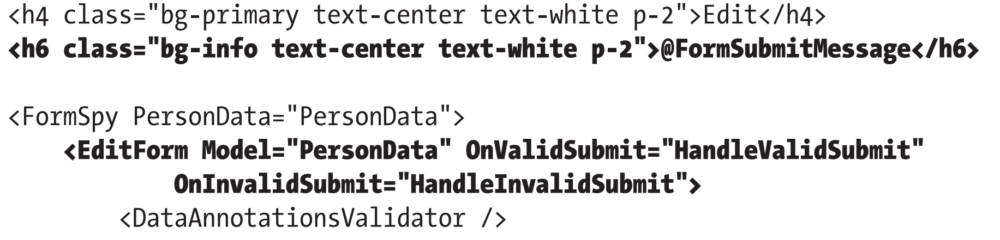 <h4 class="bg-primary text-center text-white p-2">Edit</h4>
<h6 class="bg-info text-center text-white p-2">@FormSubmitMessage</h6>
<FormSpy PersonData="PersonData">
<EditForm Model="PersonData" OnValidSubmit="HandleValidSubmit"
OnInvalidSubmit="HandleInvalidSubmit">
<DataAnnotationsValidator />